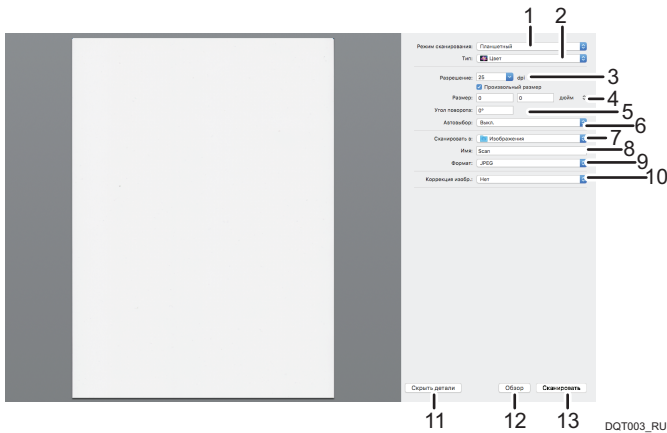 1 2
Режим сканирования: Планшетный
Тип: Цвет
Разрешение: 25 dpi 3
Произвольный размер
Размер: 0 0 дюйм 4
Угол поворота: 0° 5
Автовыбор: Выкл. 6
Сканировать в: Изображения 7
Имя: Scan 8
Формат: JPEG 9
Коррекция изобр.: Нет 10
Скрыть детали Обзор Сканировать
11 12 13
DQT003_RU